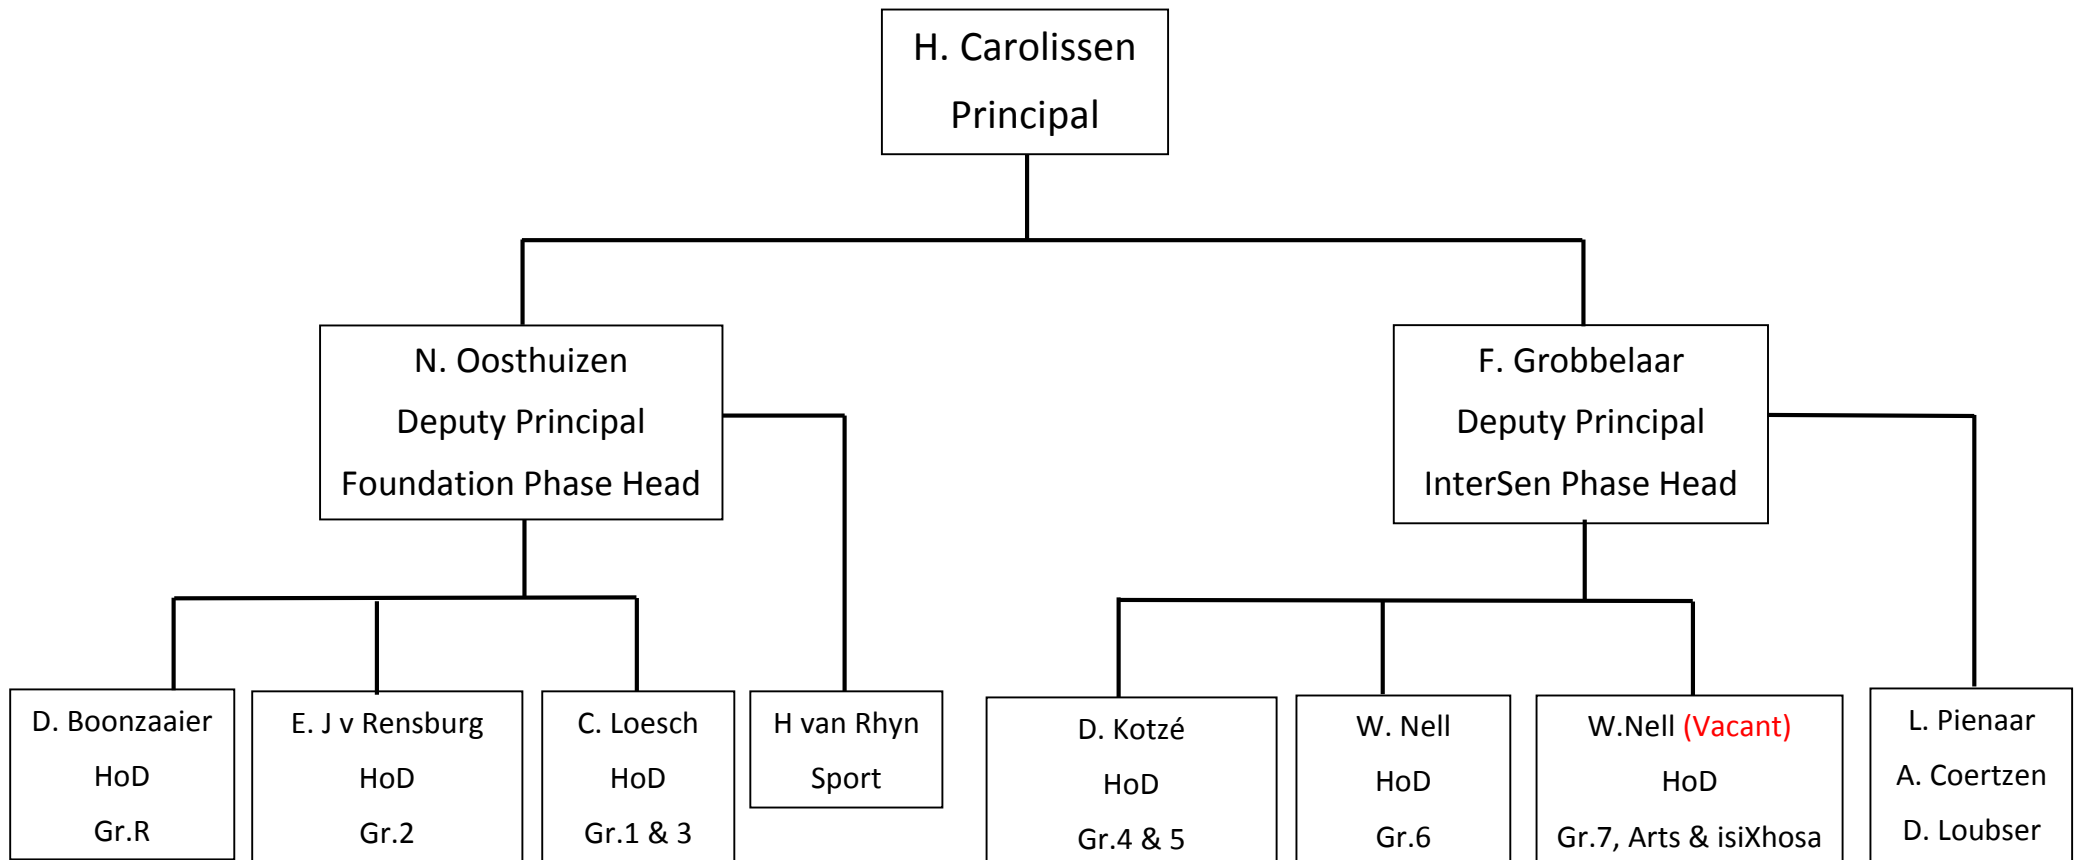 H. Carolissen
Principal
N. Oosthuizen
Deputy Principal
Foundation Phase Head
F. Grobbelaar
Deputy Principal
InterSen Phase Head
D. Boonzaaier
HoD
Gr.R
E. J v Rensburg
HoD
Gr.2
C. Loesch
HoD
Gr.1 & 3
H van Rhyn
Sport
D. Kotzé
HoD
Gr.4 & 5
W. Nell
HoD
Gr.6
W.Nell (Vacant)
HoD
Gr.7, Arts & isiXhosa
L. Pienaar
A. Coertzen
D. Loubser